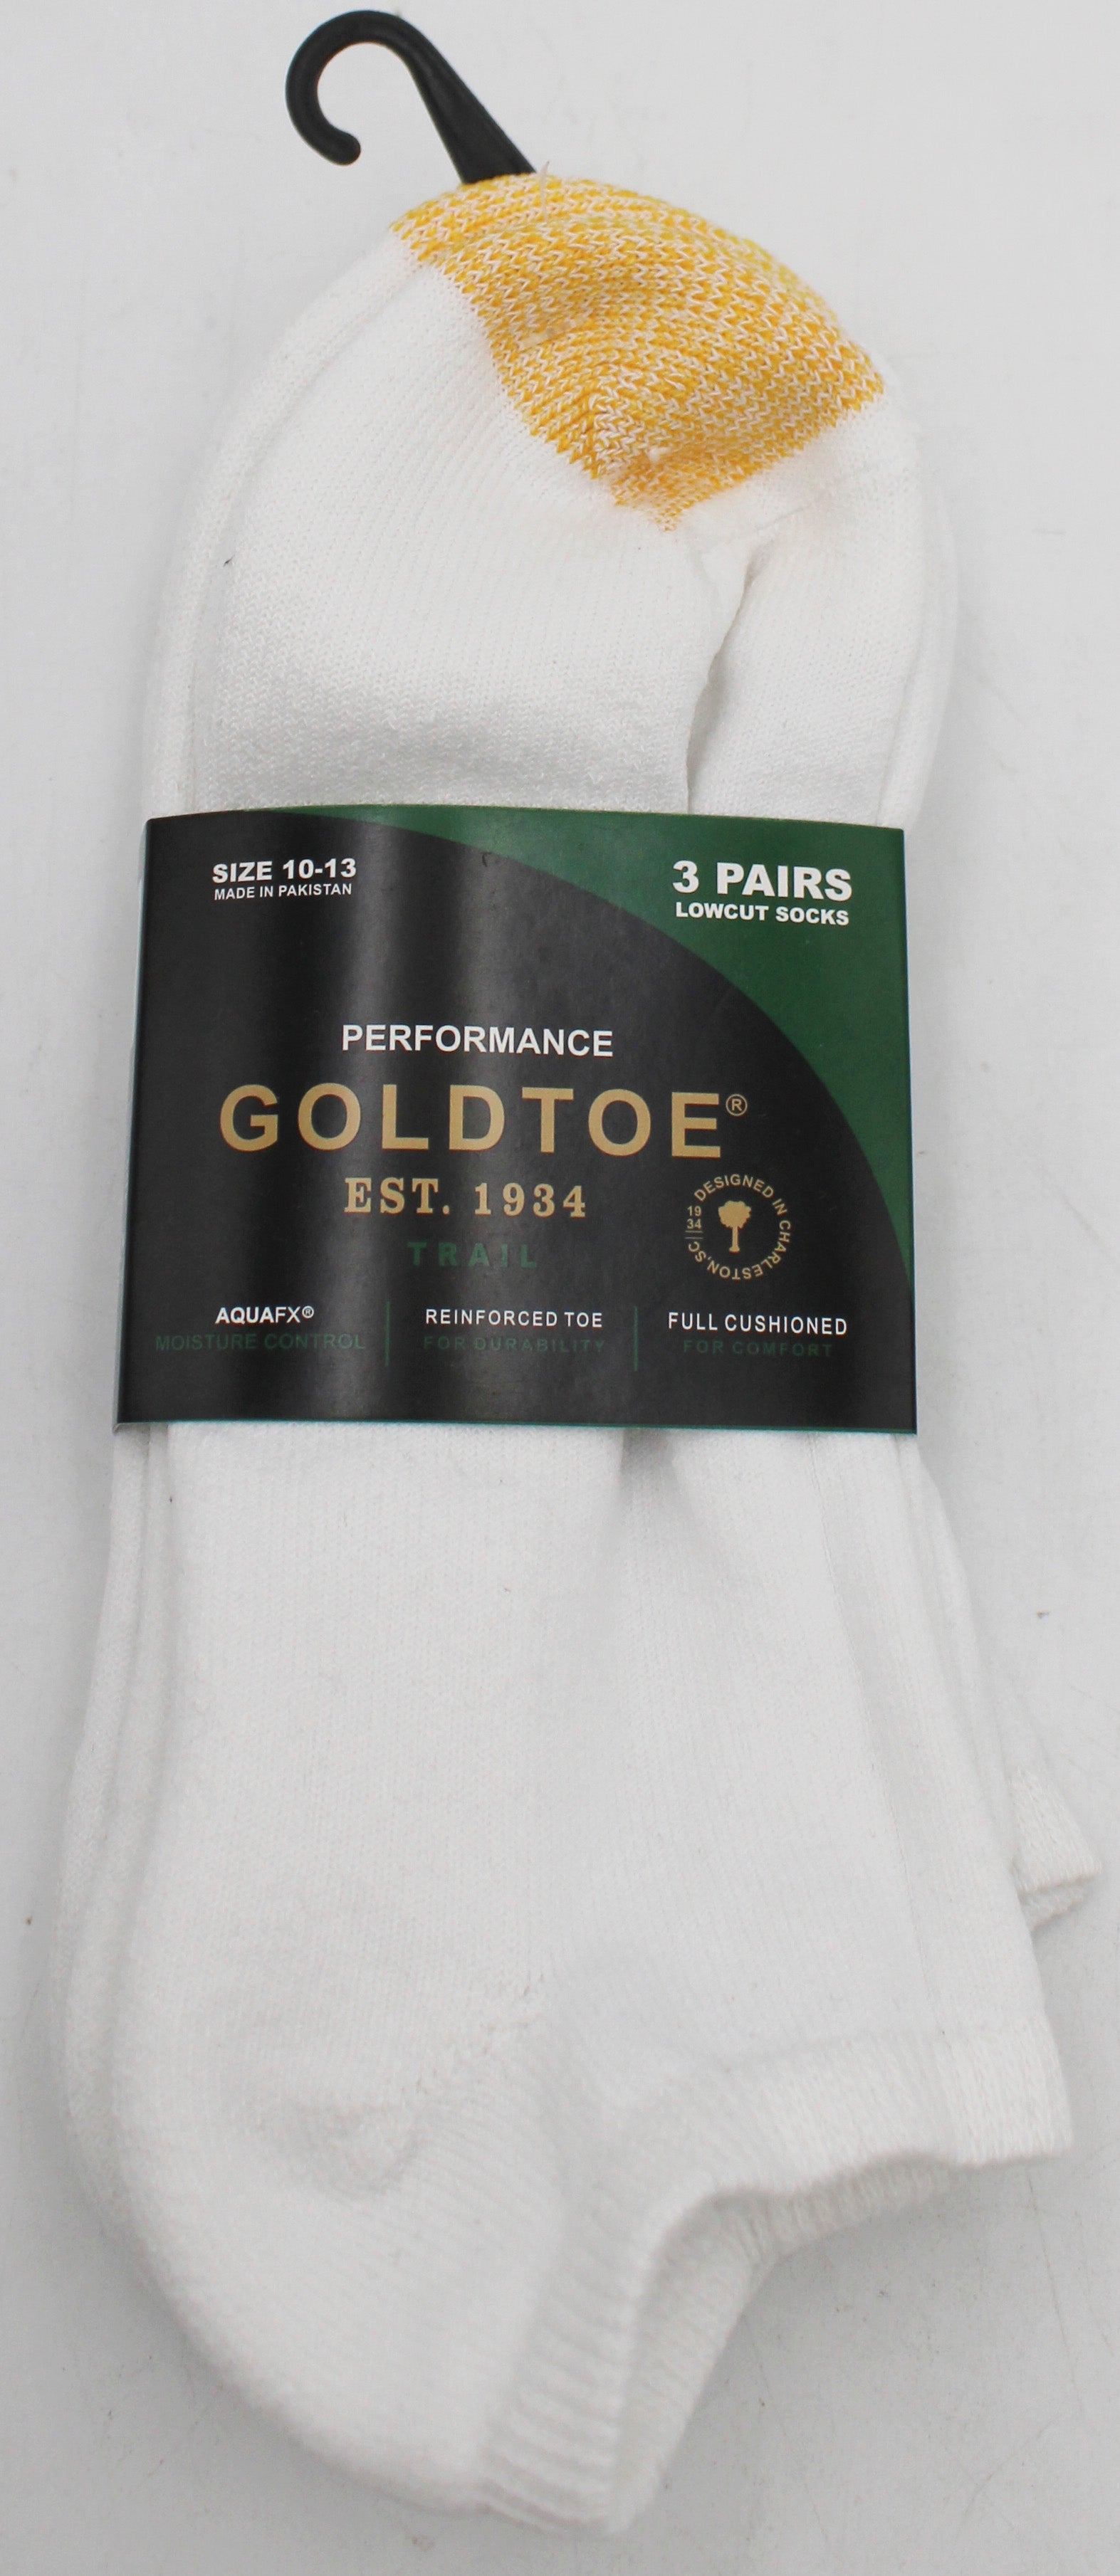 SIZE 10-13
MADE IN PAKISTAN
3 PAIRS
LOWCUT SOCKS
PERFORMANCE
GOLDTOE®
EST. 1934
TRAIL
DESIGNED IN CHARLESTON,SC
19
34
AQUAFX®
MOISTURE CONTROL
REINFORCED TOE
FOR DURABILITY
FULL CUSHIONED
FOR COMFORT